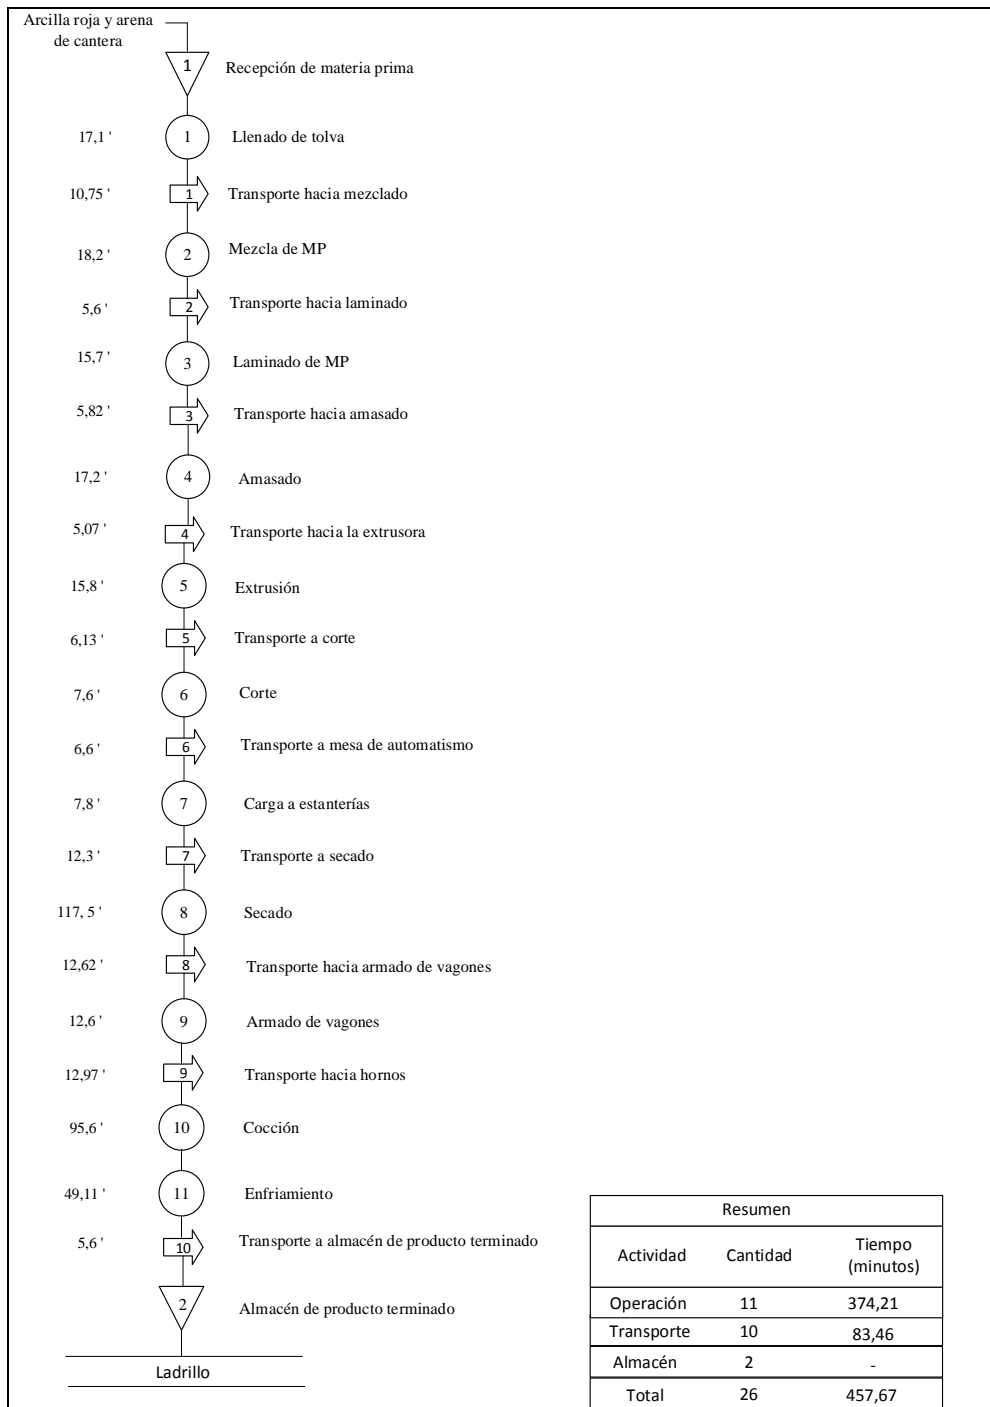 Arcilla roja y arena
de cantera
1
Recepción de materia prima
17,1 '
1
Llenado de tolva
10,75 '
1
Transporte hacia mezclado
18,2 '
2
Mezcla de MP
5,6 '
2
Transporte hacia laminado
15,7 '
3
Laminado de MP
5,82 '
3
Transporte hacia amasado
17,2 '
4
Amasado
5,07 '
4
Transporte hacia la extrusora
15,8 '
5
Extrusión
6,13 '
5
Transporte a corte
7,6 '
6
Corte
6,6 '
6
Transporte a mesa de automatismo
7,8 '
7
Carga a estanterías
12,3 '
7
Transporte a secado
117, 5 '
8
Secado
12,62 '
8
Transporte hacia armado de vagones
12,6 '
9
Armado de vagones
12,97 '
9
Transporte hacia hornos
95,6 '
10
Cocción
49,11 '
11
Enfriamiento
5,6 '
10
Transporte a almacén de producto terminado
2
Almacén de producto terminado
Ladrillo
Resumen
Actividad Cantidad Tiempo
(minutos)
Operación 11 374,21
Transporte 10 83,46
Almacén 2 -
Total 26 457,67